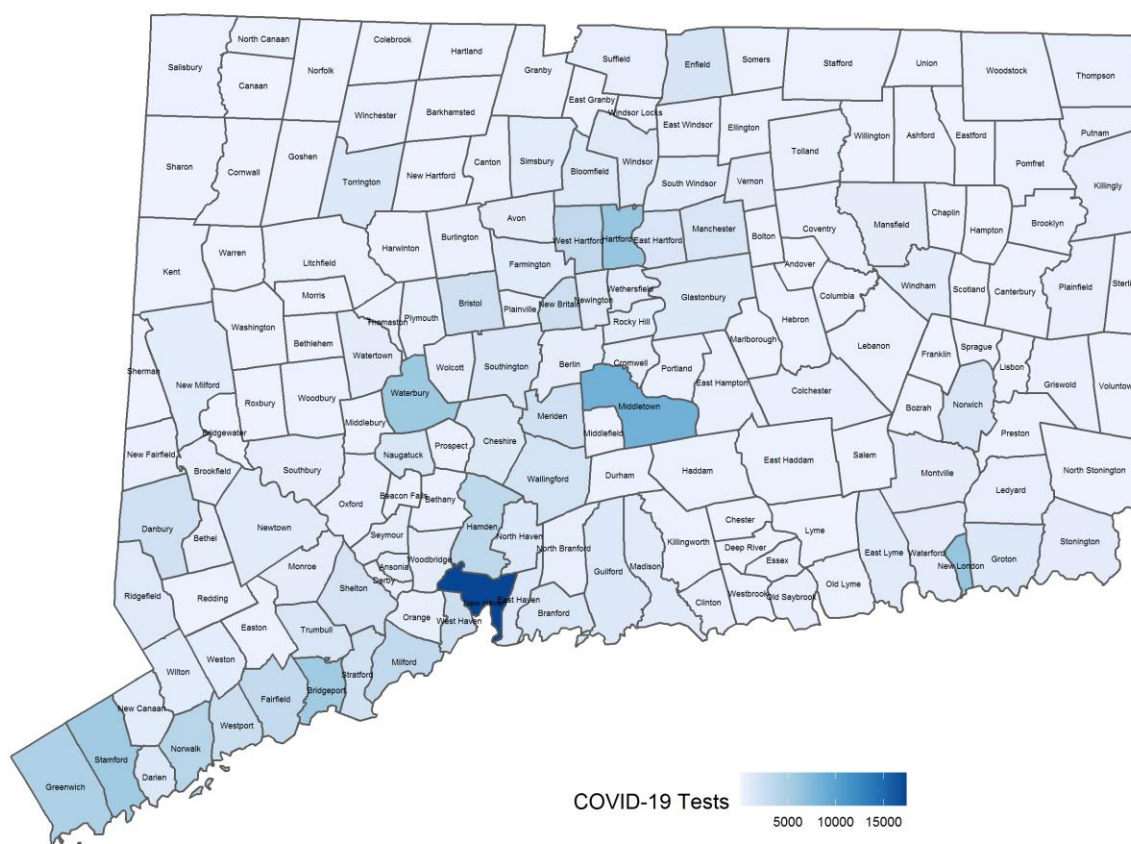 North Canaan
Colebrook
Hartland
Salisbury
Norfolk
Canaan
Granby
Suffield
Enfield
Somers
Stafford
Union
Woodstock
Thompson
East Granby
Windsor Locks
Winchester
Barkhamsted
East Windsor
Ellington
Willington
Ashford
Eastford
Putnam
Sharon
Cornwall
Goshen
Torrington
New Hartford
Canton
Simsbury
Bloomfield
Windsor
South Windsor
Vernon
Tolland
Pomfret
Killingly
Avon
West Hartford
Hartford
East Hartford
Manchester
Bolton
Coventry
Mansfield
Chaplin
Hampton
Brooklyn
Kent
Warren
Litchfield
Harwinton
Burlington
Farmington
Andover
Morris
Bristol
Plainville
New Britain
Newington
Wethersfield
Glastonbury
Columbia
Windham
Scotland
Canterbury
Plainfield
Sterli
Washington
Bethlehem
Thomaston
Plymouth
Rocky Hill
Hebron
Marlborough
Lebanon
Franklin
Sprague
Lisbon
Griswold
Voluntow
Sherman
New Milford
Watertown
Wolcott
Southington
Berlin
Cromwell
Portland
East Hampton
Colchester
Roxbury
Woodbury
Waterbury
Middletown
Norwich
Bozrah
Preston
Bridgewater
Middlebury
Meriden
Middlefield
New Fairfield
Brookfield
Southbury
Naugatuck
Prospect
Cheshire
Wallingford
Durham
Haddam
East Haddam
Salem
Montville
North Stonington
Ledyard
Danbury
Bethel
Newtown
Oxford
Beacon Falls
Bethany
Hamden
North Haven
Seymour
Woodbridge
North Branford
Killingworth
Chester
Deep River
Essex
Lyme
East Lyme
Waterford
New London
Groton
Stonington
Ridgefield
Redding
Monroe
Shelton
Ansonia
Derby
Guilford
Madison
Clinton
Westbrook
Old Saybrook
Old Lyme
Easton
Trumbull
Orange
West Haven
New Haven
East Haven
Branford
Wilton
Weston
Fairfield
Bridgeport
Stratford
Milford
New Canaan
Westport
Norwalk
Darien
Stamford
Greenwich
COVID-19 Tests
5000 10000 15000